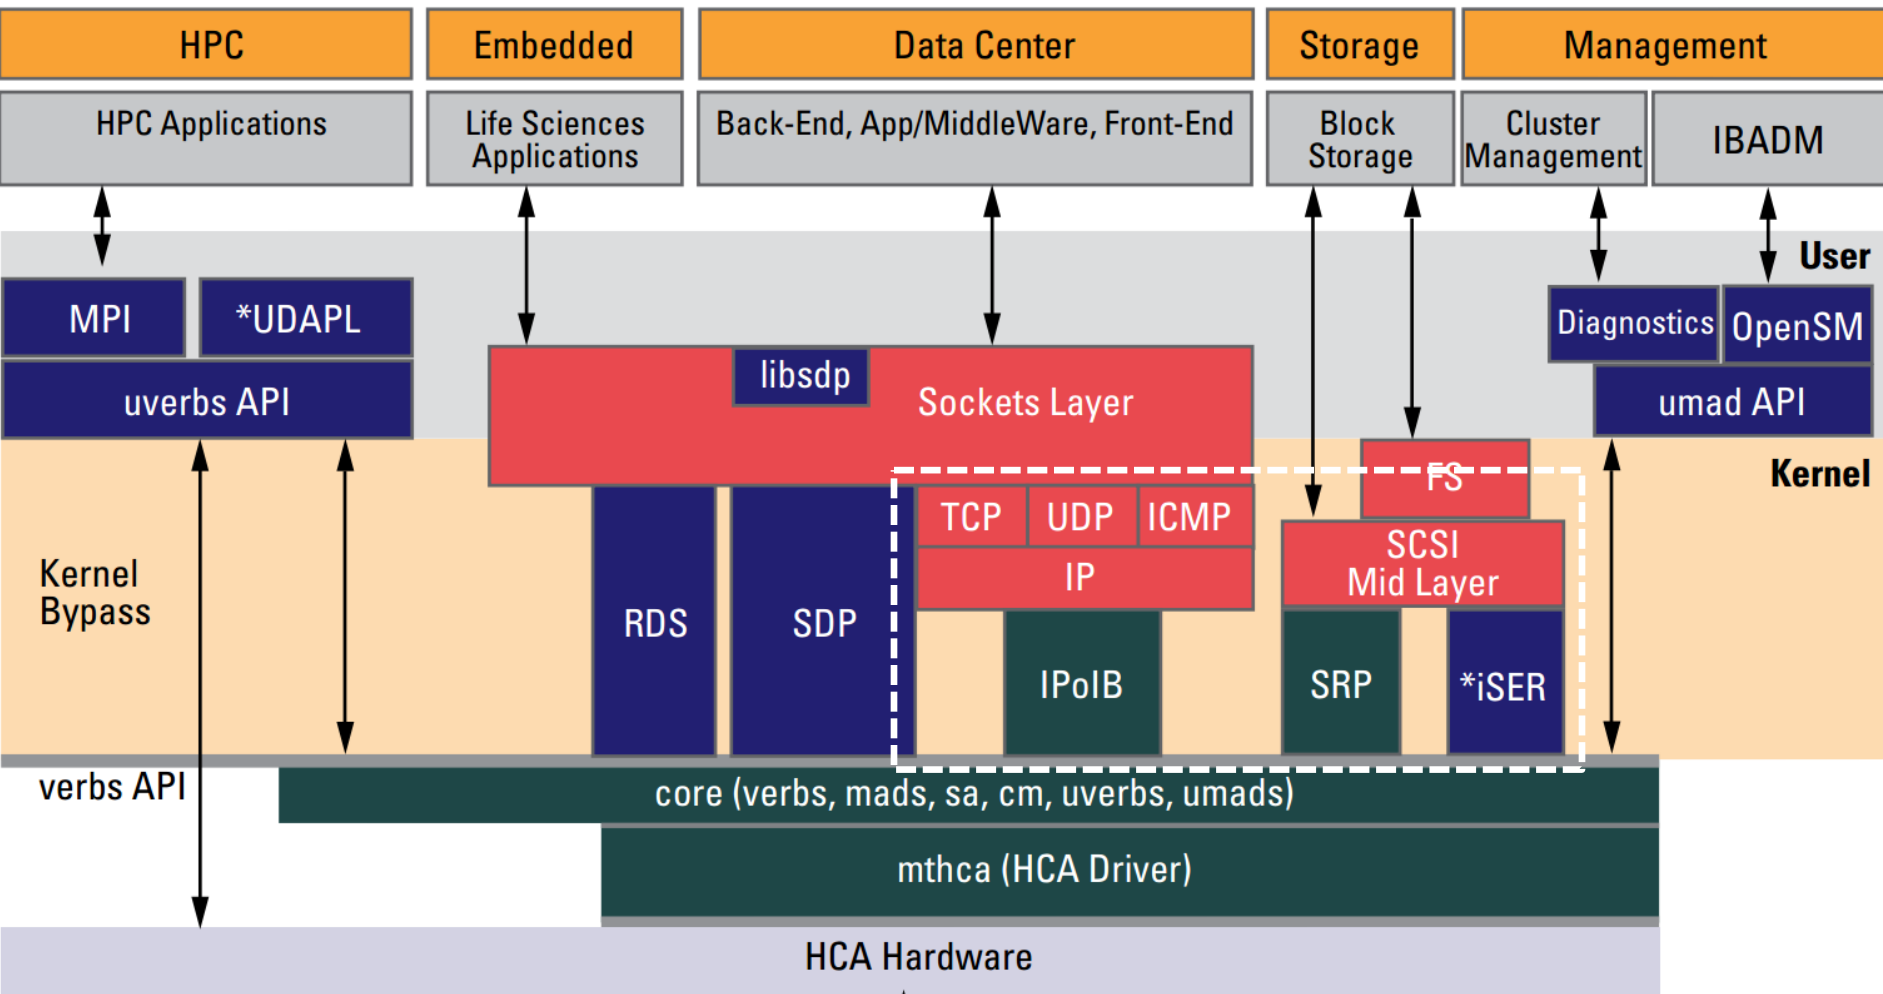 HPC
Embedded
Data Center
Storage
Management
HPC Applications
Life Sciences
Applications
Back-End, App/MiddleWare, Front-End
Block
Storage
Cluster
Management
IBADM
User
MPI
*UDAPL
uverbs API
libsdp
Sockets Layer
Diagnostics
OpenSM
umad API
Kernel
Kernel
Bypass
RDS
SDP
TCP
UDP
ICMP
IP
IPoIB
FS
SCSI
Mid Layer
SRP
*iSER
verbs API
core (verbs, mads, sa, cm, uverbs, umads)
mthca (HCA Driver)
HCA Hardware